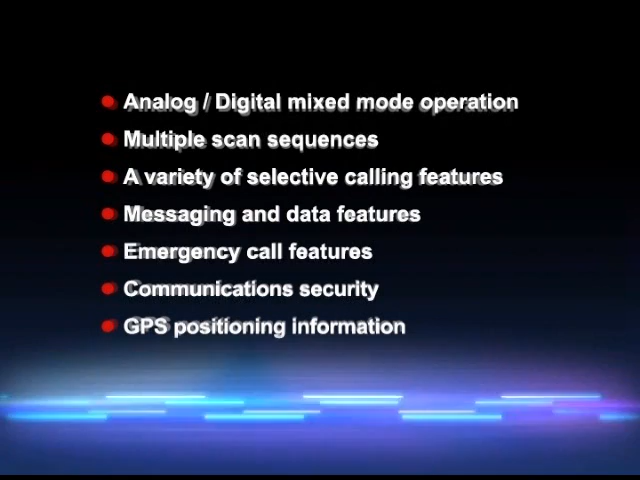 Analog / Digital mixed mode operation
Multiple scan sequences
A variety of selective calling features
Messaging and data features
Emergency call features
Communications security
GPS positioning information